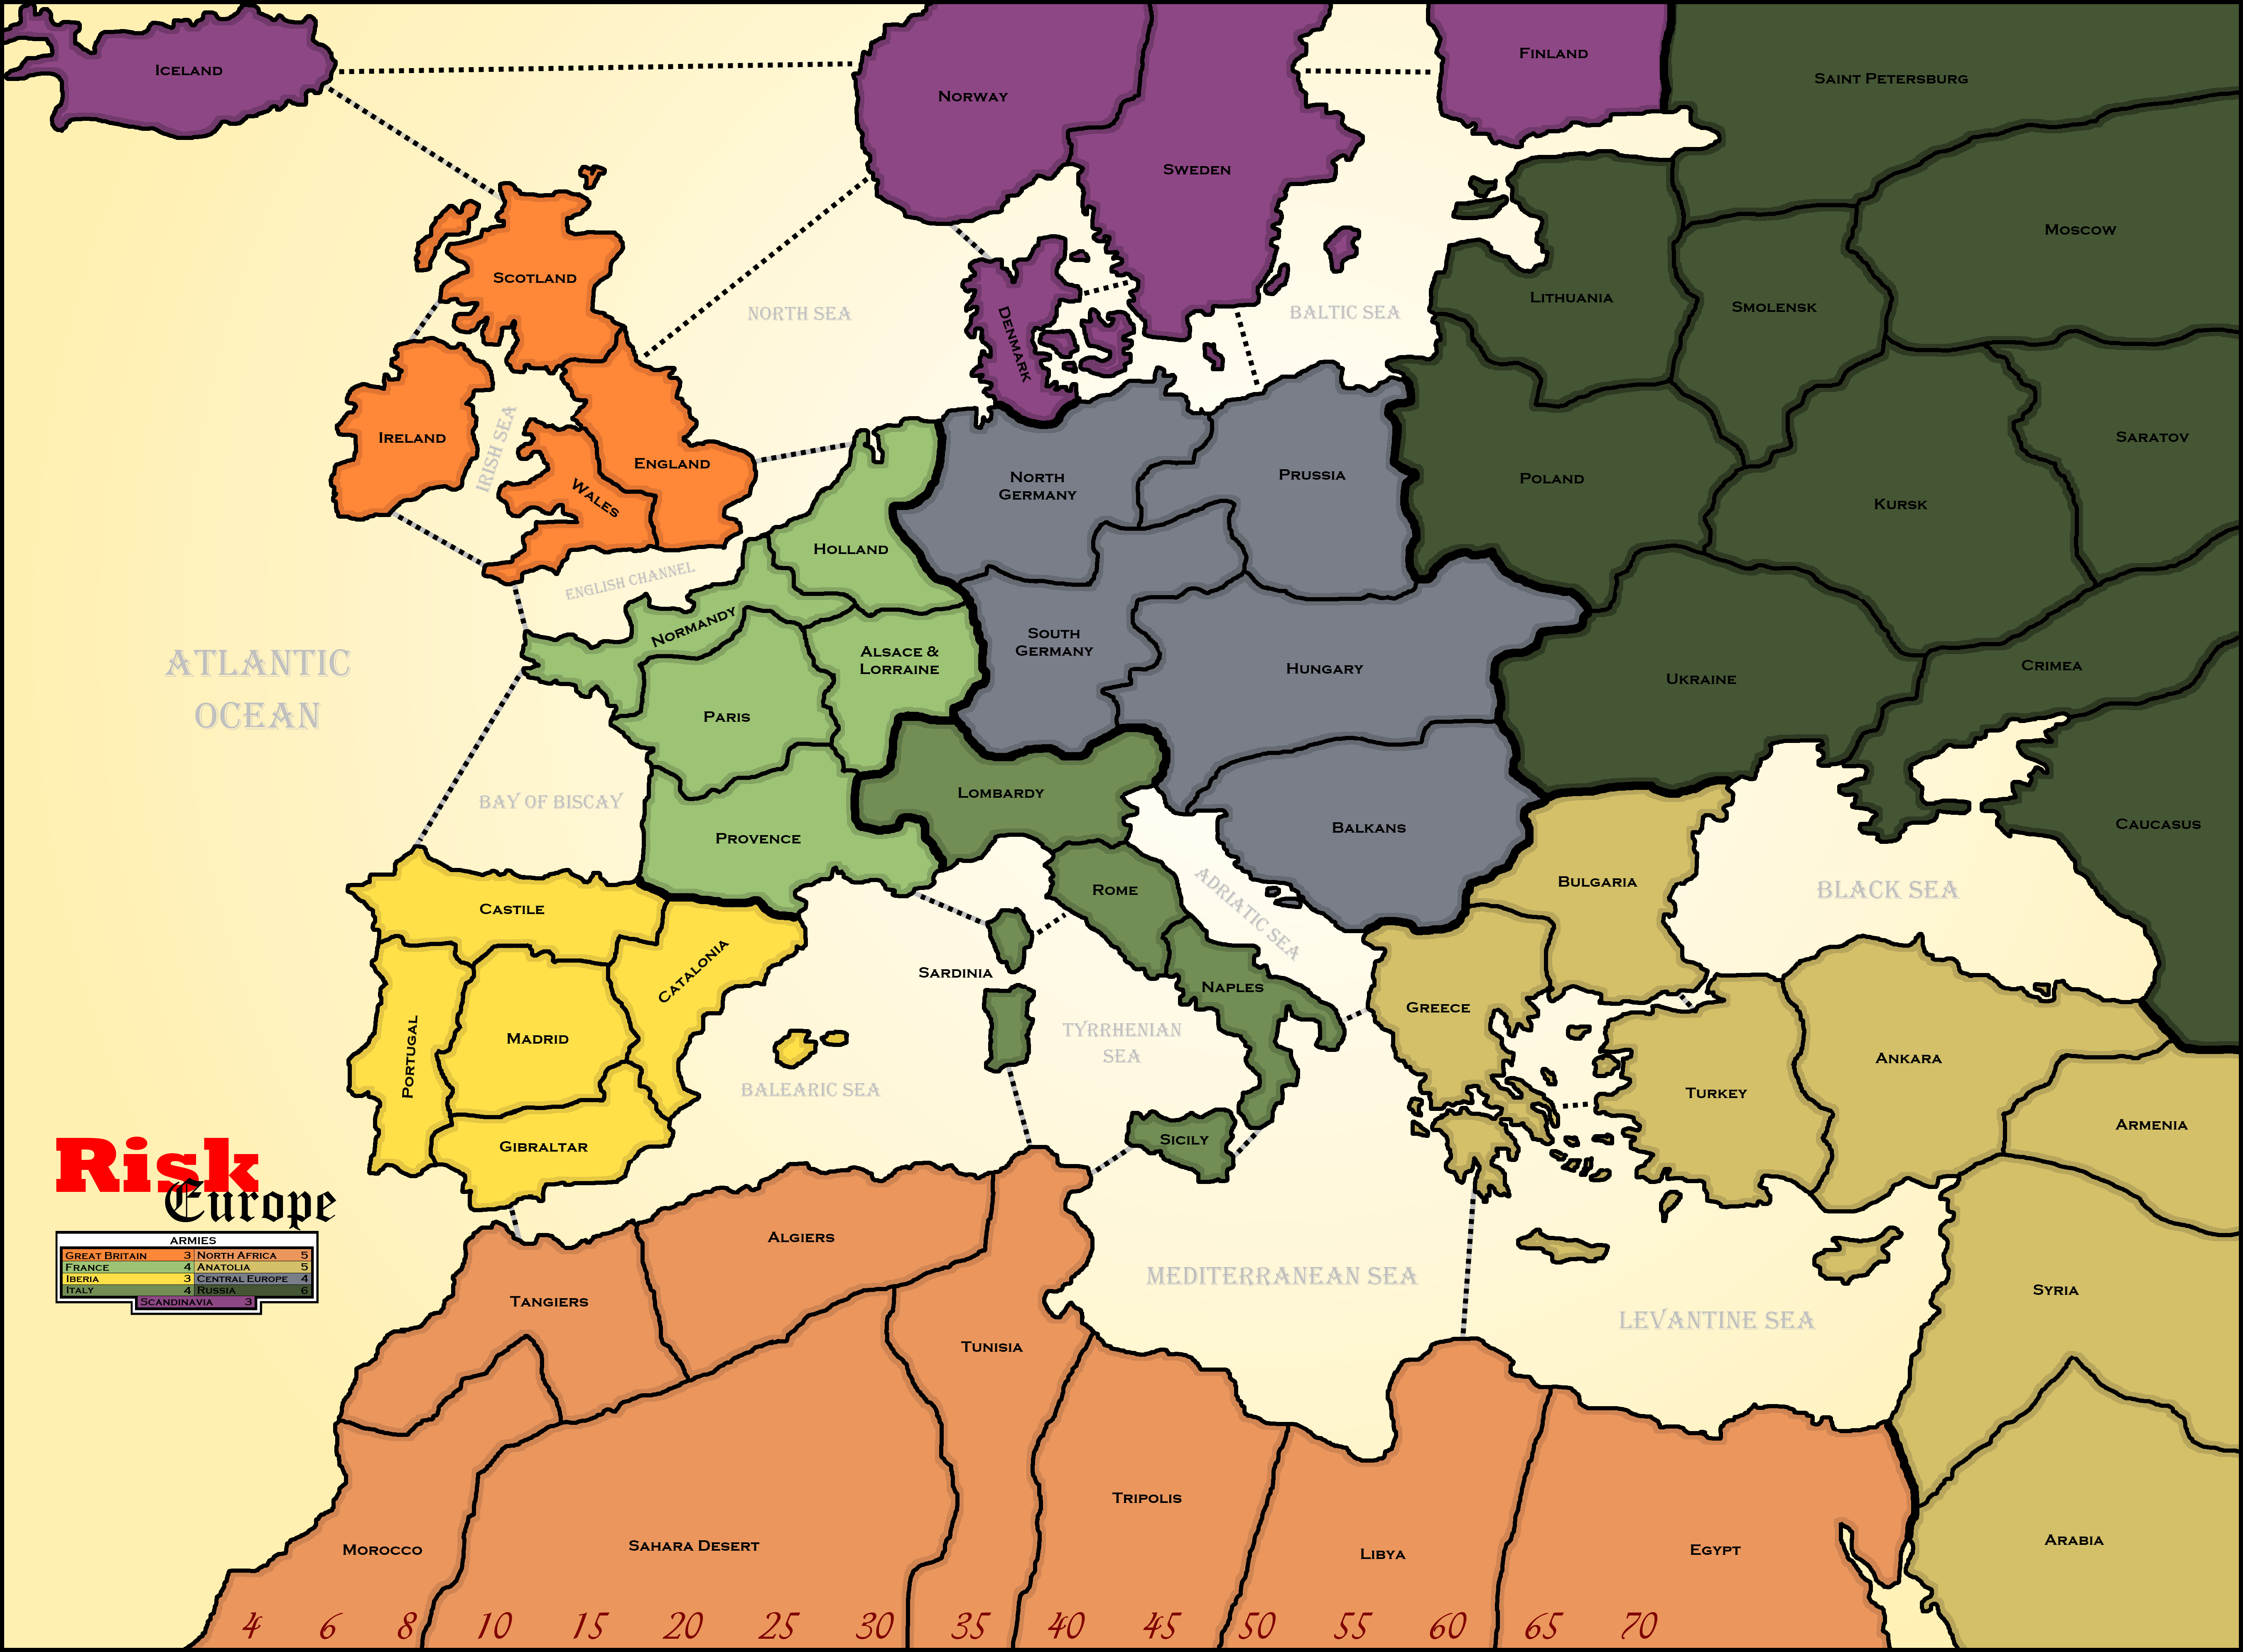 ICELAND
NORWAY
FINLAND
SAINT PETERSBURG
SWEDEN
MOSCOW
SCOTLAND
NORTH SEA
DENMARK
BALTIC SEA
LITHUANIA
SMOLENSK
IRELAND
IRISH SEA
WALES
ENGLAND
NORTH
GERMANY
PRUSSIA
POLAND
KURSK
SARATOV
HOLLAND
ENGLISH CHANNEL
NORMANDY
ATLANTIC
OCEAN
ALSACE &
LORRAINE
SOUTH
GERMANY
HUNGARY
UKRAINE
CRIMEA
PARIS
BAY OF BISCAY
PROVENCE
LOMBARDY
BALKANS
CAUCASUS
CASTILE
ROME
ADRIATIC SEA
BULGARIA
BLACK SEA
CATALONIA
SARDINIA
NAPLES
GREECE
PORTUGAL
MADRID
TYRRHENIAN
SEA
ANKARA
BALEARIC SEA
TURKEY
ARMENIA
GIBRALTAR
SICILY
Risk
Europe
ARMIES
GREAT BRITAIN 3 NORTH AFRICA 5
FRANCE 4 ANATOLIA 5
IBERIA 3 CENTRAL EUROPE 4
ITALY 4 RUSSIA 6
SCANDINAVIA 3
ALGIERS
TANGIERS
MEDITERRANEAN SEA
LEVANTINE SEA
SYRIA
TUNISIA
MOROCCO
SAHARA DESERT
TRIPOLIS
LIBYA
EGYPT
ARABIA
4 6 8 10 15 20 25 30 35 40 45 50 55 60 65 70